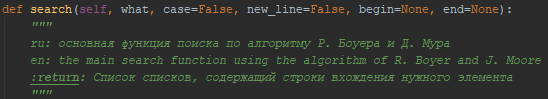 def search(self, what, case=False, new_line=False, begin=None, end=None):
"""
ru: основная функция поиска по алгоритму Р. Боуера и Д. Мура
en: the main search function using the algorithm of R. Boyer and J. Moore
:return: Список списков, содержащий строки вхождения нужного элемента
"""